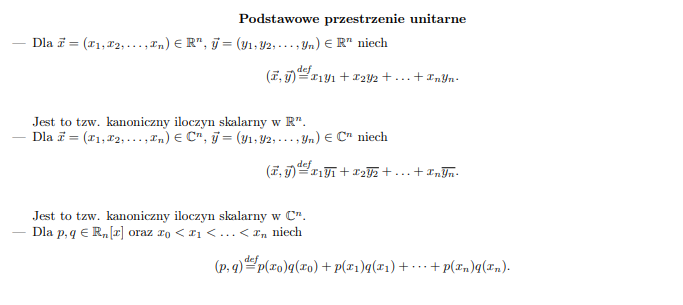 Podstawowe przestrzenie unitarne
— Dla $\vec{x} = (x_1, x_2, \ldots, x_n) \in \mathbb{R}^n$, $\vec{y} = (y_1, y_2, \ldots, y_n) \in \mathbb{R}^n$ niech
$(\vec{x}, \vec{y}) \stackrel{def}{=} x_1y_1 + x_2y_2 + \ldots + x_ny_n.$
Jest to tzw. kanoniczny iloczyn skalarny w $\mathbb{R}^n$.
— Dla $\vec{x} = (x_1, x_2, \ldots, x_n) \in \mathbb{C}^n$, $\vec{y} = (y_1, y_2, \ldots, y_n) \in \mathbb{C}^n$ niech
$(\vec{x}, \vec{y}) \stackrel{def}{=} x_1\overline{y_1} + x_2\overline{y_2} + \ldots + x_n\overline{y_n}.$
Jest to tzw. kanoniczny iloczyn skalarny w $\mathbb{C}^n$.
— Dla $p, q \in \mathbb{R}_n[x]$ oraz $x_0 < x_1 < \ldots < x_n$ niech
$(p, q) \stackrel{def}{=} p(x_0)q(x_0) + p(x_1)q(x_1) + \cdots + p(x_n)q(x_n).$